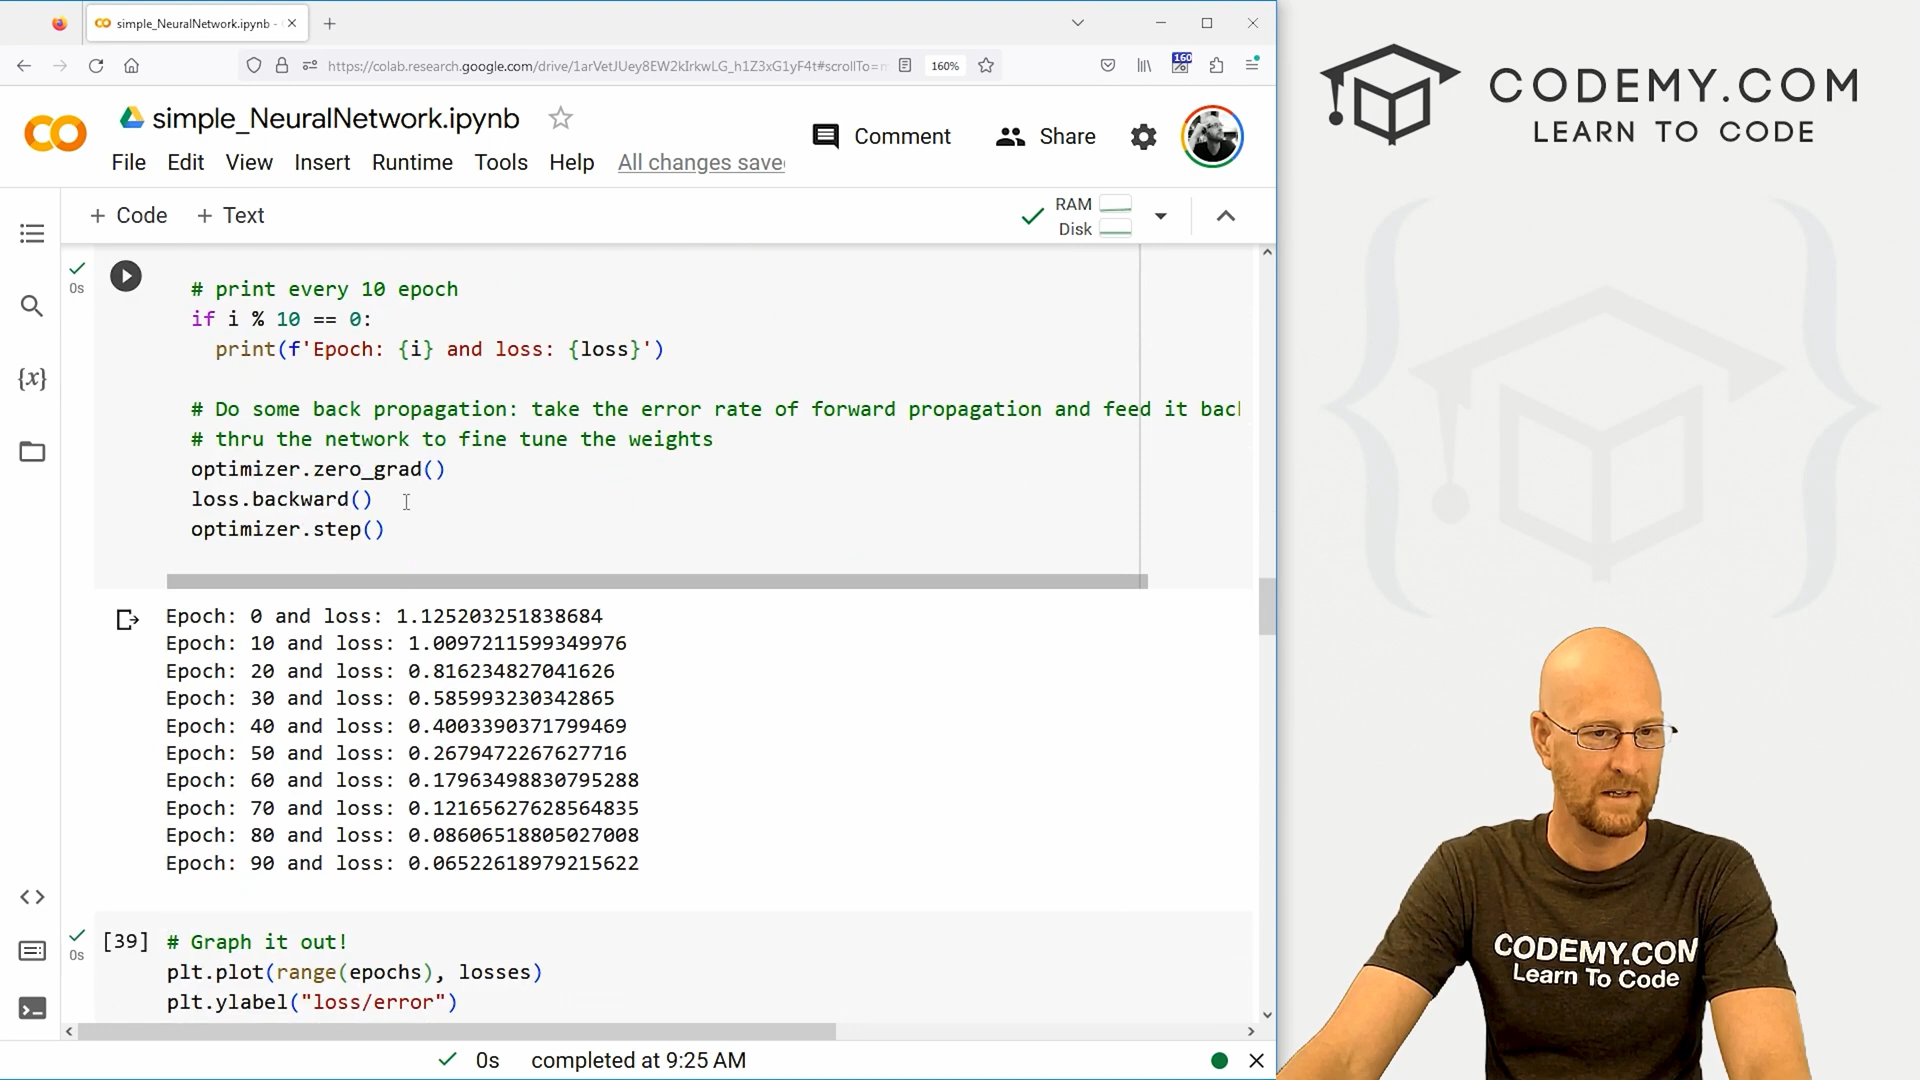 simple_NeuralNetwork.ipynb -
https://colab.research.google.com/drive/1arVetJUey8EW2kIrkwLG_h1Z3xG1yF4t#scrollTo=
160%
160
simple_NeuralNetwork.ipynb
Comment
Share
File Edit View Insert Runtime Tools Help All changes save
+ Code + Text
RAM
Disk
0s
# print every 10 epoch
if i % 10 == 0:
print(f'Epoch: {i} and loss: {loss}')
# Do some back propagation: take the error rate of forward propagation and feed it back
# thru the network to fine tune the weights
optimizer.zero_grad()
loss.backward()
optimizer.step()
Epoch: 0 and loss: 1.125203251838684
Epoch: 10 and loss: 1.0097211599349976
Epoch: 20 and loss: 0.816234827041626
Epoch: 30 and loss: 0.585993230342865
Epoch: 40 and loss: 0.4003390371799469
Epoch: 50 and loss: 0.2679472267627716
Epoch: 60 and loss: 0.17963498830795288
Epoch: 70 and loss: 0.12165627628564835
Epoch: 80 and loss: 0.08606518805027008
Epoch: 90 and loss: 0.06522618979215622
[39]
0s
# Graph it out!
plt.plot(range(epochs), losses)
plt.ylabel("loss/error")
0s completed at 9:25 AM
CODEMY.COM
LEARN TO CODE
CODEMY.COM
Learn To Code